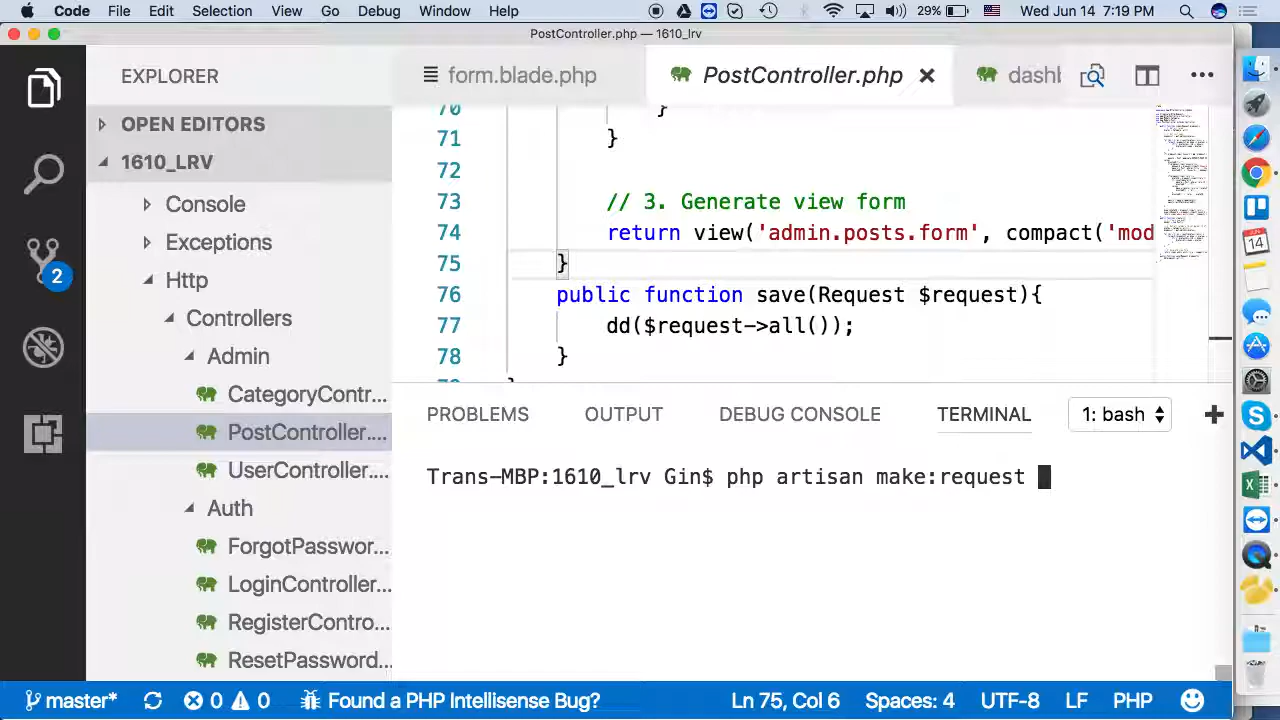 Code File Edit Selection View Go Debug Window Help 29% Wed Jun 14 7:19 PM
PostController.php — 1610_lrv
EXPLORER
form.blade.php
PostController.php
dashb
OPEN EDITORS
1610_LRV
Console
Exceptions
Http
Controllers
Admin
CategoryContr...
PostController....
UserController....
Auth
ForgotPasswor...
LoginController...
RegisterContro...
ResetPassword...
2
70 }
71 }
72
73 // 3. Generate view form
74 return view('admin.posts.form', compact('mod
75 }
76 public function save(Request $request){
77 dd($request->all());
78 }
PROBLEMS OUTPUT DEBUG CONSOLE TERMINAL 1: bash
Trans-MBP:1610_lrv Gin$ php artisan make:request
JUN
14
master* 0 0 Found a PHP Intellisense Bug? Ln 75, Col 6 Spaces: 4 UTF-8 LF PHP